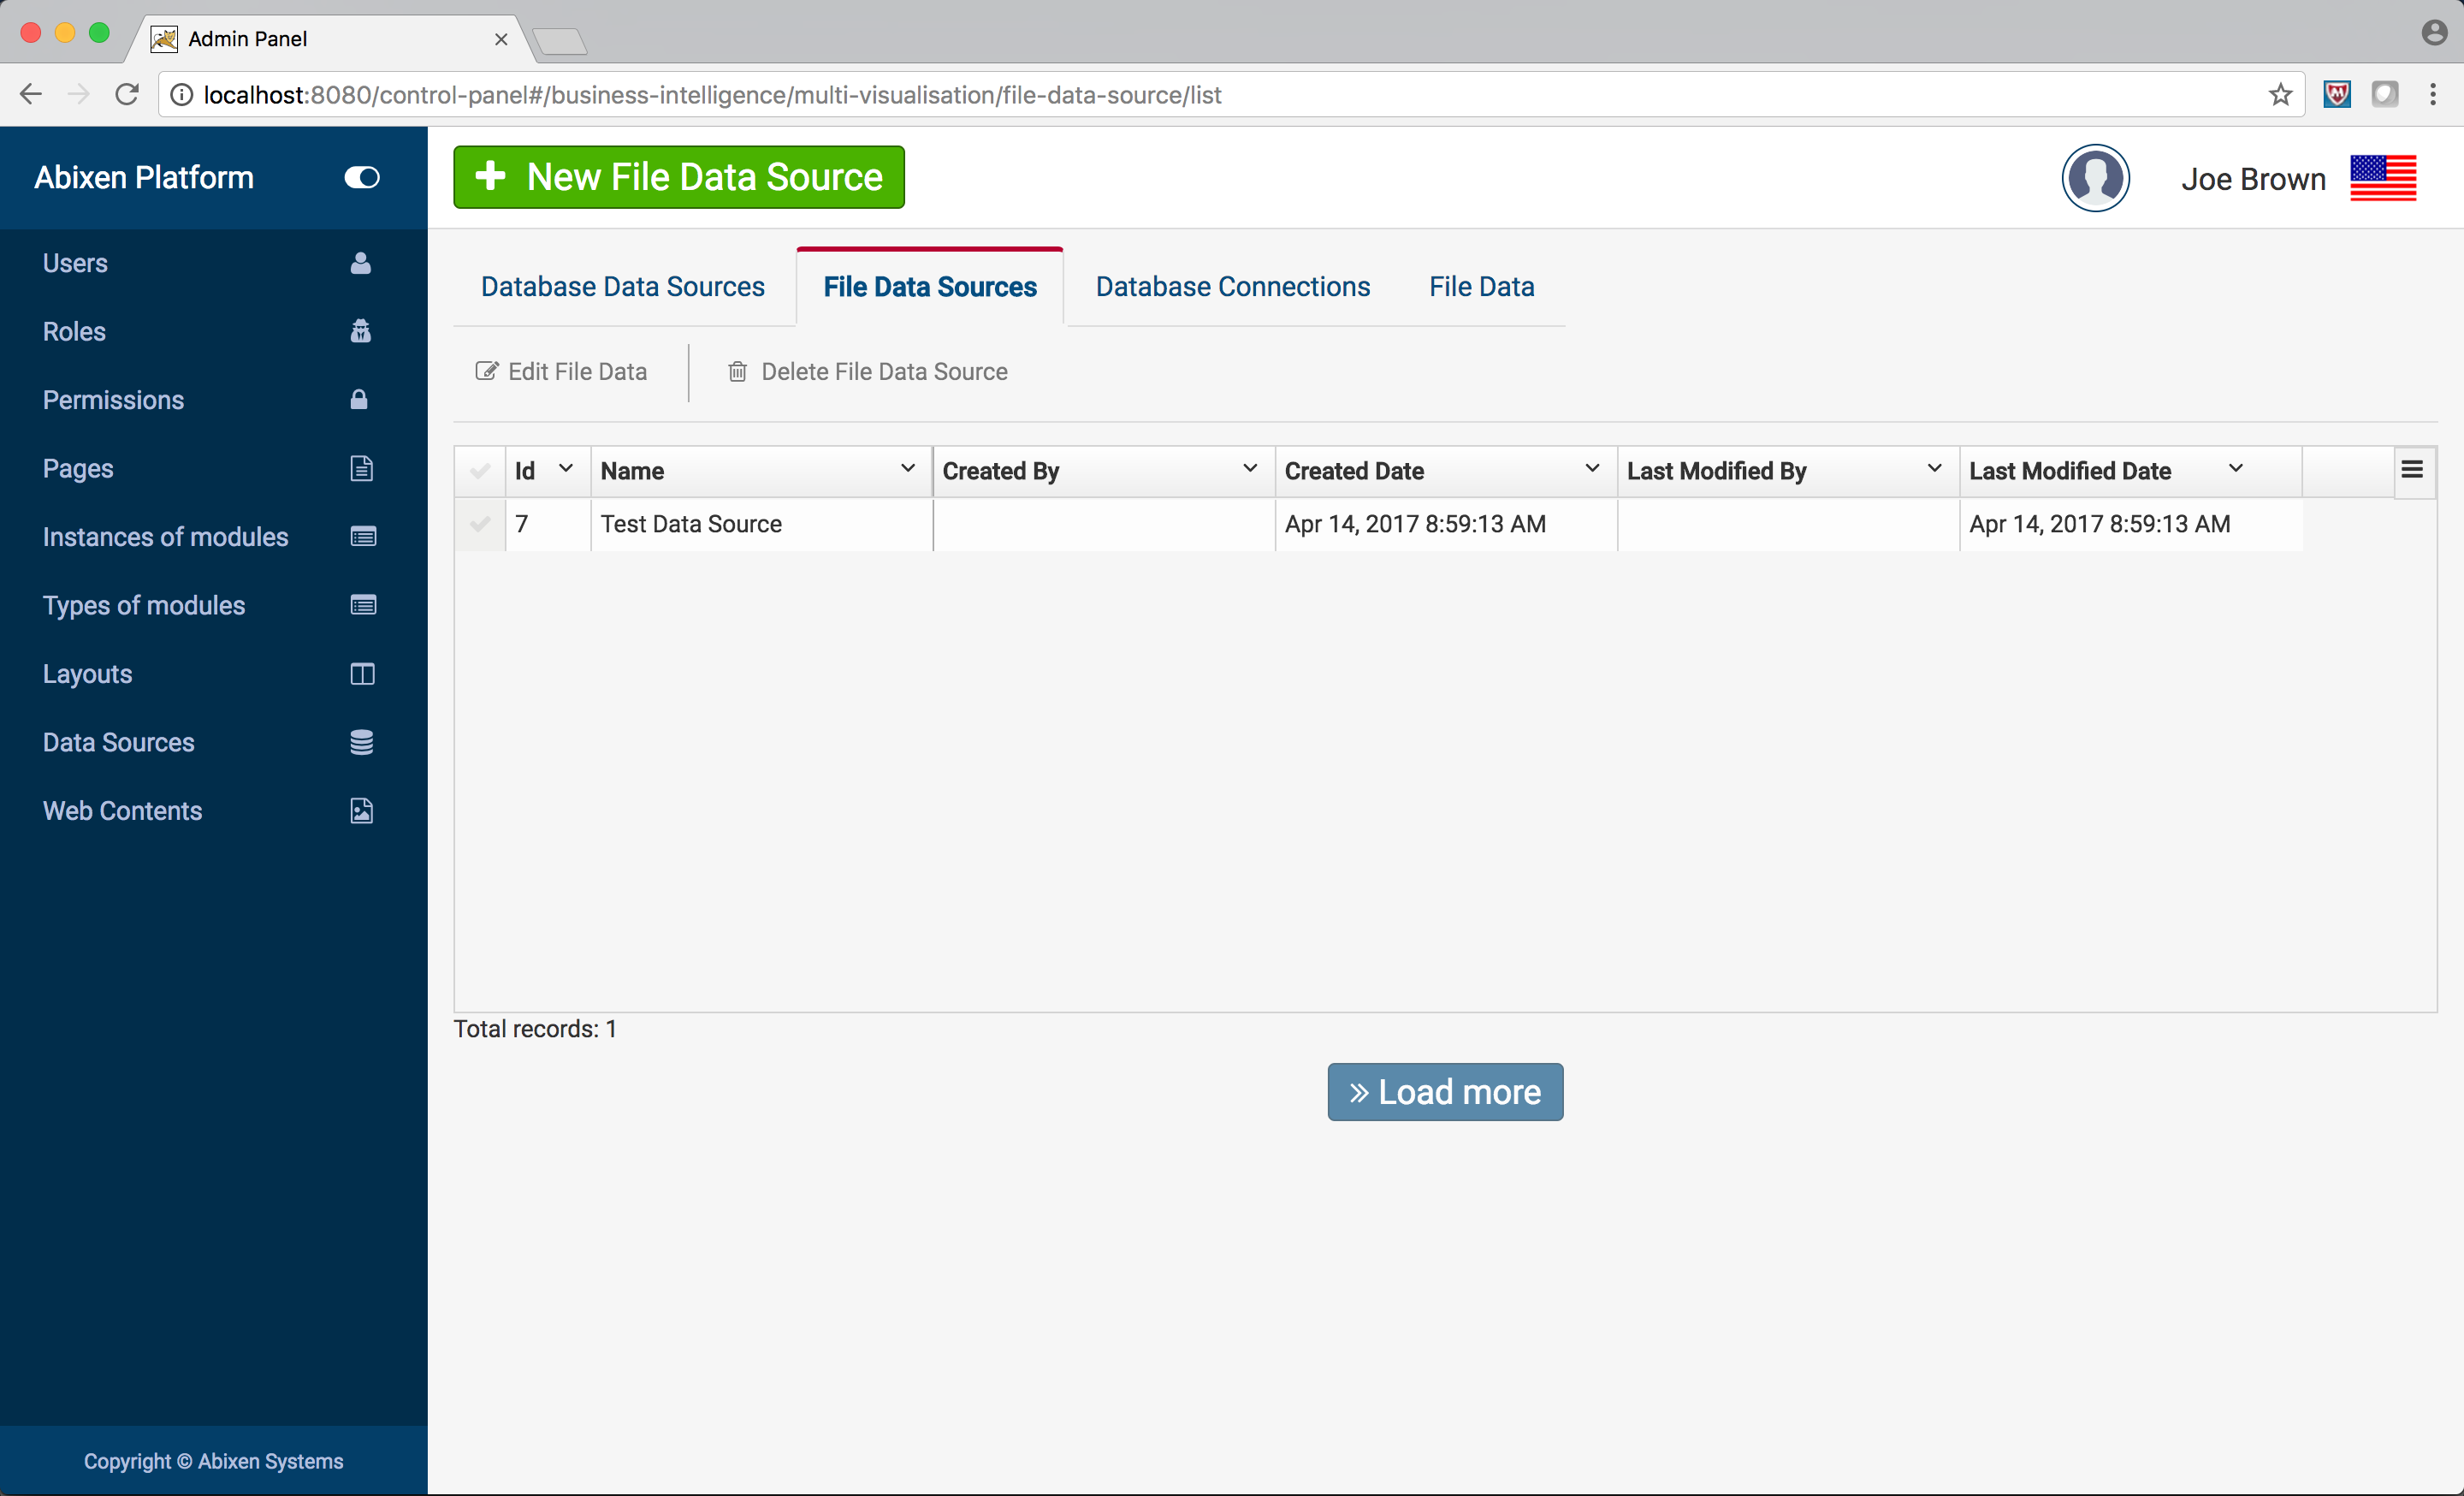 Admin Panel
localhost:8080/control-panel#/business-intelligence/multi-visualisation/file-data-source/list
Abixen Platform
New File Data Source
Joe Brown
Users
Roles
Permissions
Pages
Instances of modules
Types of modules
Layouts
Data Sources
Web Contents
Copyright © Abixen Systems
Database Data Sources File Data Sources Database Connections File Data
Edit File Data Delete File Data Source
Id Name Created By Created Date Last Modified By Last Modified Date
7 Test Data Source Apr 14, 2017 8:59:13 AM Apr 14, 2017 8:59:13 AM
Total records: 1
Load more